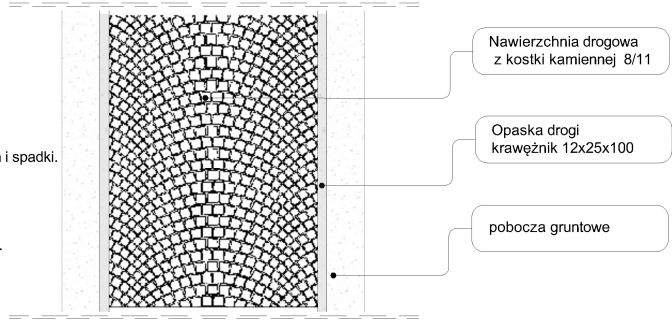 Nawierzchnia drogowa
z kostki kamiennej 8/11
Opaska drogi
krawężnik 12x25x100
i spadki.
pobocza gruntowe